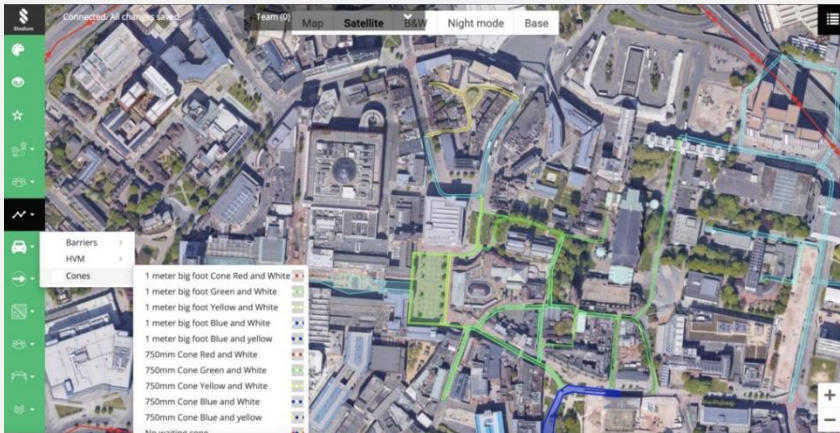 Stadium
Connected. All changes saved.
Team (0)
Map
Satellite
B&W
Night mode
Base
Barriers
HVM
Cones
1 meter big foot Cone Red and White
1 meter big foot Green and White
1 meter big foot Yellow and White
1 meter big foot Blue and White
1 meter big foot Blue and yellow
750mm Cone Red and White
750mm Cone Green and White
750mm Cone Yellow and White
750mm Cone Blue and White
750mm Cone Blue and yellow
No waiting cone